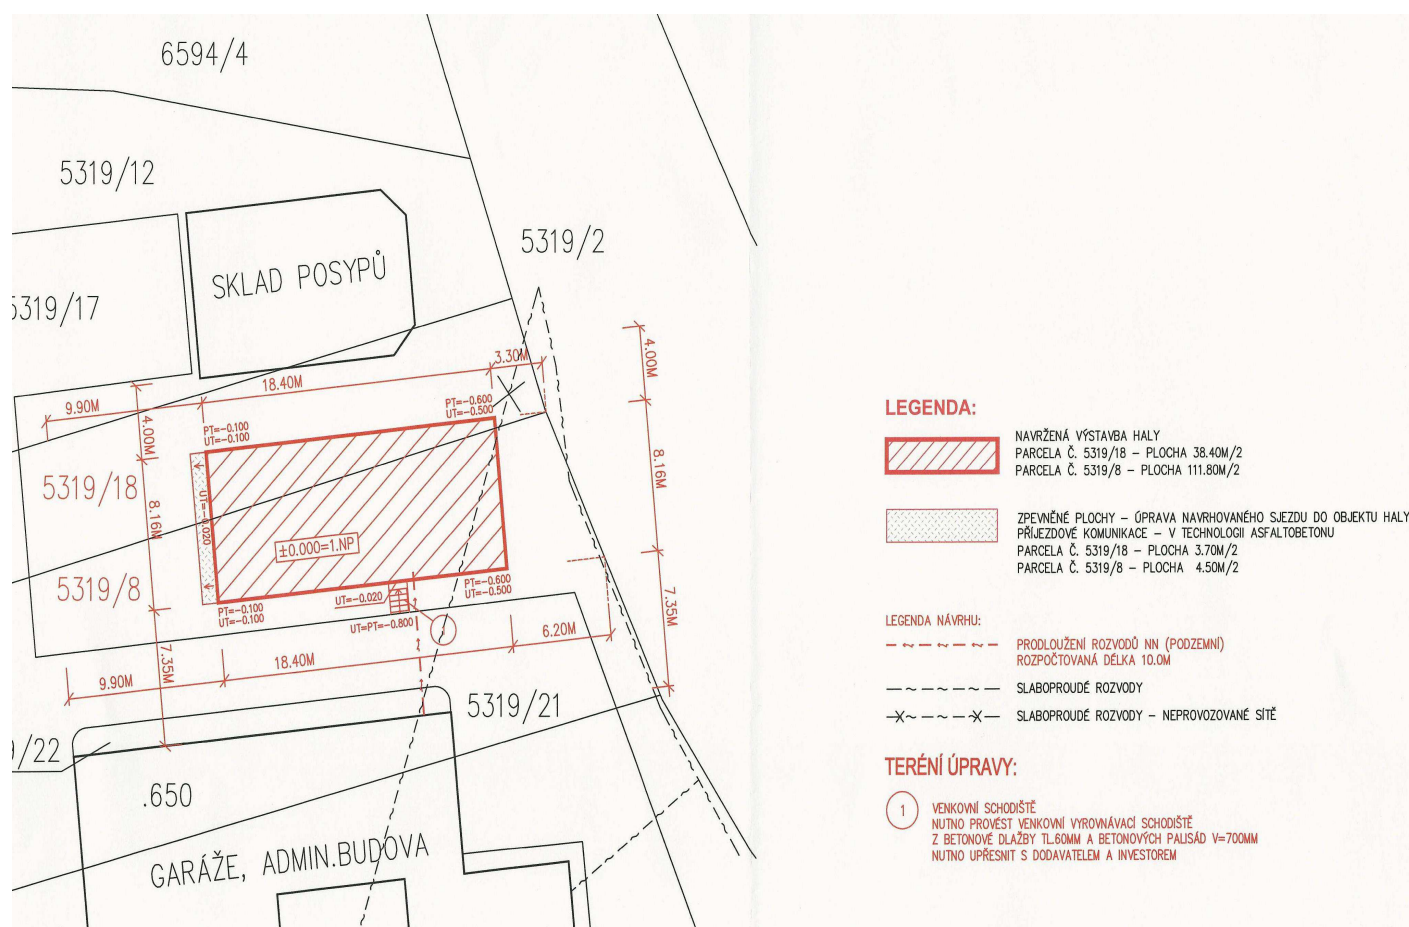 6594/4
5319/12
5319/2
SKLAD POSYPŮ
5319/17
4.00M
3.30M
18.40M
9.90M
PT=-0.600
UT=-0.500
4.00M
PT=-0.100
UT=-0.100
8.16M
5319/18
8.16M
UT=-0.020
±0.000=1.NP
5319/8
PT=-0.600
UT=-0.500
UT=-0.020
PT=-0.100
UT=-0.100
UT=PT=-0.800
7.35M
6.20M
7.35M
18.40M
9.90M
5319/21
/22
.650
GARÁŽE, ADMIN.BUDOVA
LEGENDA:
NAVRŽENÁ VÝSTAVBA HALY
PARCELA Č. 5319/18 – PLOCHA 38.40M/2
PARCELA Č. 5319/8 – PLOCHA 111.80M/2
ZPEVNĚNÉ PLOCHY – ÚPRAVA NAVRHOVANÉHO SJEZDU DO OBJEKTU HALY
PŘÍJEZDOVÉ KOMUNIKACE – V TECHNOLOGII ASFALTOBETONU
PARCELA Č. 5319/18 – PLOCHA 3.70M/2
PARCELA Č. 5319/8 – PLOCHA 4.50M/2
LEGENDA NÁVRHU:
PRODLOUŽENÍ ROZVODŮ NN (PODZEMNÍ)
ROZPOČTOVANÁ DÉLKA 10.0M
SLABOPROUDÉ ROZVODY
SLABOPROUDÉ ROZVODY – NEPROVOZOVANÉ SÍTĚ
TERÉNÍ ÚPRAVY:
1
VENKOVNÍ SCHODIŠTĚ
NUTNO PROVÉST VENKOVNÍ VYROVNÁVACÍ SCHODIŠTĚ
Z BETONOVÉ DLAŽBY TL.60MM A BETONOVÝCH PALISÁD V=700MM
NUTNO UPŘESNIT S DODAVATELEM A INVESTOREM